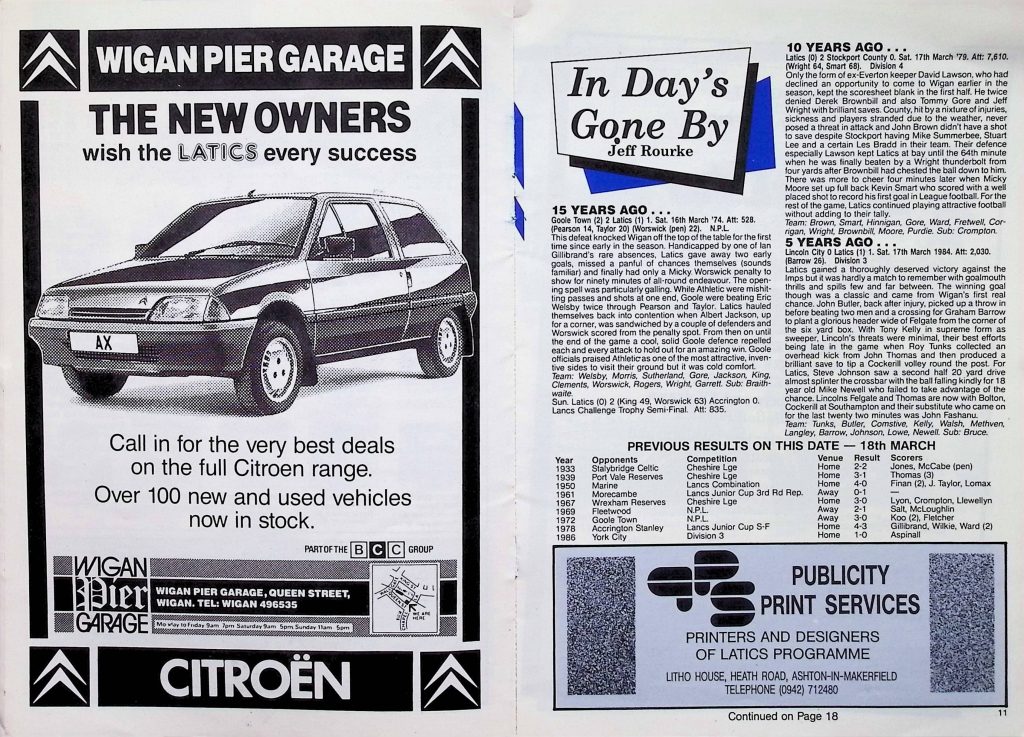 WIGAN PIER GARAGE
THE NEW OWNERS
wish the LATICS every success
AX
Call in for the very best deals
on the full Citroen range.
Over 100 new and used vehicles
now in stock.
PART OF THE BCC GROUP
WIGAN
Pier
GARAGE
WIGAN PIER GARAGE, QUEEN STREET,
WIGAN. TEL: WIGAN 496535
Monday to Friday 9am 7pm Saturday 9am 5pm Sunday 11am 5pm
WE ARE
HERE
CITROËN
In Day's
Gone By
Jeff Rourke
15 YEARS AGO . . .
Goole Town (2) 2 Latics (1) 1. Sat. 16th March '74. Att: 528.
(Pearson 14, Taylor 20) (Worswick (pen) 22). N.P.L.
This defeat knocked Wigan off the top of the table for the first
time since early in the season. Handicapped by one of Ian
Gillibrand's rare absences, Latics gave away two early
goals, missed a panful of chances themselves (sounds
familiar) and finally had only a Micky Worswick penalty to
show for ninety minutes of all-round endeavour. The open-
ing spell was particularly galling. While Athletic were mishit-
ting passes and shots at one end, Goole were beating Eric
Welsby twice through Pearson and Taylor. Latics hauled
themselves back into contention when Albert Jackson, up
for a corner, was sandwiched by a couple of defenders and
Worswick scored from the penalty spot. From then on until
the end of the game a cool, solid Goole defence repelled
each and every attack to hold out for an amazing win. Goole
officials praised Athletic as one of the most attractive, inven-
tive sides to visit their ground but it was cold comfort.
Team: Welsby, Morris, Sutherland, Gore, Jackson, King,
Clements, Worswick, Rogers, Wright, Garrett. Sub: Braith-
waite.
Sun. Latics (0) 2 (King 49, Worswick 63) Accrington 0.
Lancs Challenge Trophy Semi-Final. Att: 835.
10 YEARS AGO . . .
Latics (0) 2 Stockport County 0. Sat. 17th March '79. Att: 7,610.
(Wright 64, Smart 68). Division 4
Only the form of ex-Everton keeper David Lawson, who had
declined an opportunity to come to Wigan earlier in the
season, kept the scoresheet blank in the first half. He twice
denied Derek Brownbill and also Tommy Gore and Jeff
Wright with brilliant saves. County, hit by a nixture of injuries,
sickness and players stranded due to the weather, never
posed a threat in attack and John Brown didn't have a shot
to save despite Stockport having Mike Summerbee, Stuart
Lee and a certain Les Bradd in their team. Their defence
especially Lawson kept Latics at bay until the 64th minute
when he was finally beaten by a Wright thunderbolt from
four yards after Brownbill had chested the ball down to him.
There was more to cheer four minutes later when Micky
Moore set up full back Kevin Smart who scored with a well
placed shot to record his first goal in League football. For the
rest of the game, Latics continued playing attractive football
without adding to their tally.
Team: Brown, Smart, Hinnigan, Gore, Ward, Fretwell, Cor-
rigan, Wright, Brownbill, Moore, Purdie. Sub: Crompton.
5 YEARS AGO . . .
Lincoln City 0 Latics (1) 1. Sat. 17th March 1984. Att: 2,030.
(Barrow 26). Division 3
Latics gained a thoroughly deserved victory against the
Imps but it was hardly a match to remember with goalmouth
thrills and spills few and far between. The winning goal
though was a classic and came from Wigan's first real
chance. John Butler, back after injury, picked up a throw in
before beating two men and a crossing for Graham Barrow
to plant a glorious header wide of Felgate from the corner of
the six yard box. With Tony Kelly in supreme form as
sweeper, Lincoln's threats were minimal, their best efforts
being late in the game when Roy Tunks collected an
overhead kick from John Thomas and then produced a
brilliant save to tip a Cockerill volley round the post. For
Latics, Steve Johnson saw a second half 20 yard drive
almost splinter the crossbar with the ball falling kindly for 18
year old Mike Newell who failed to take advantage of the
chance. Lincolns Felgate and Thomas are now with Bolton,
Cockerill at Southampton and their substitute who came on
for the last twenty two minutes was John Fashanu.
Team: Tunks, Butler, Comstive, Kelly, Walsh, Methven,
Langley, Barrow, Johnson, Lowe, Newell. Sub: Bruce.
PREVIOUS RESULTS ON THIS DATE — 18th MARCH
Year Opponents Competition Venue Result Scorers
1933 Stalybridge Celtic Cheshire Lge Home 2-2 Jones, McCabe (pen)
1939 Port Vale Reserves Cheshire Lge Home 3-1 Thomas (3)
1950 Marine Lancs Combination Home 4-0 Finan (2), J. Taylor, Lomax
1961 Morecambe Lancs Junior Cup 3rd Rd Rep. Away 0-1 —
1967 Wrexham Reserves Cheshire Lge Home 3-0 Lyon, Crompton, Llewellyn
1969 Fleetwood N.P.L. Away 2-1 Salt, McLoughlin
1972 Goole Town N.P.L. Away 3-0 Koo (2), Fletcher
1978 Accrington Stanley Lancs Junior Cup S-F Home 4-3 Gillibrand, Wilkie, Ward (2)
1986 York City Division 3 Home 1-0 Aspinall
PPS
PUBLICITY
PRINT SERVICES
PRINTERS AND DESIGNERS
OF LATICS PROGRAMME
LITHO HOUSE, HEATH ROAD, ASHTON-IN-MAKERFIELD
TELEPHONE (0942) 712480
Continued on Page 18
11